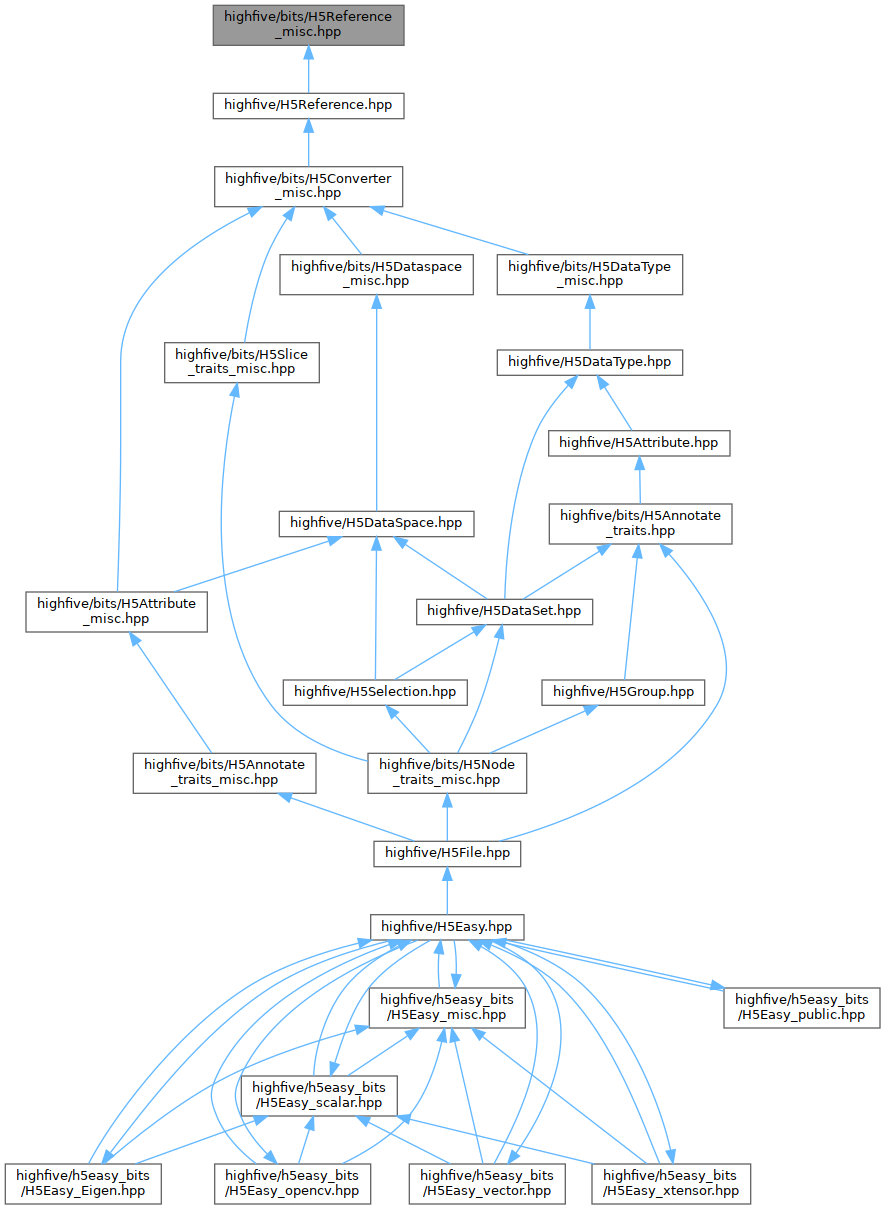 highfive/bits/H5Reference
_misc.hpp
highfive/H5Reference.hpp
highfive/bits/H5Converter
_misc.hpp
highfive/bits/H5Dataspace
_misc.hpp
highfive/bits/H5DataType
_misc.hpp
highfive/bits/H5Slice
_traits_misc.hpp
highfive/H5DataType.hpp
highfive/H5Attribute.hpp
highfive/H5DataSpace.hpp
highfive/bits/H5Annotate
_traits.hpp
highfive/bits/H5Attribute
_misc.hpp
highfive/H5DataSet.hpp
highfive/H5Selection.hpp
highfive/H5Group.hpp
highfive/bits/H5Annotate
_traits_misc.hpp
highfive/bits/H5Node
_traits_misc.hpp
highfive/H5File.hpp
highfive/H5Easy.hpp
highfive/h5easy_bits
/H5Easy_misc.hpp
highfive/h5easy_bits
/H5Easy_public.hpp
highfive/h5easy_bits
/H5Easy_scalar.hpp
highfive/h5easy_bits
/H5Easy_Eigen.hpp
highfive/h5easy_bits
/H5Easy_opencv.hpp
highfive/h5easy_bits
/H5Easy_vector.hpp
highfive/h5easy_bits
/H5Easy_xtensor.hpp